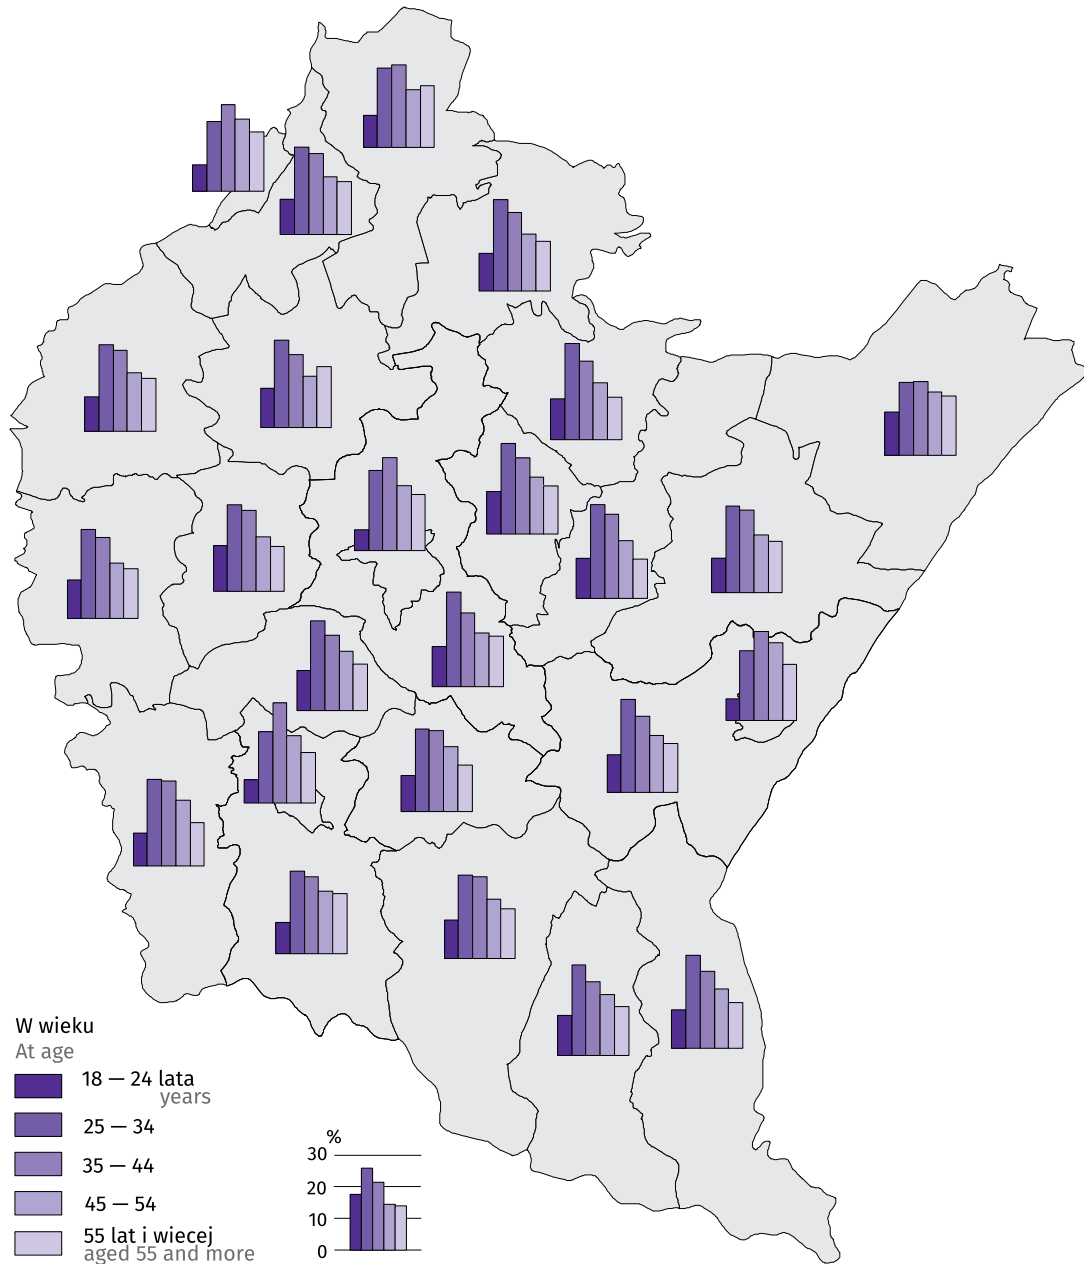 W wieku
At age
18 — 24 lata
years
25 — 34
35 — 44
45 — 54
55 lat i wiecej
aged 55 and more
%
30
20
10
0